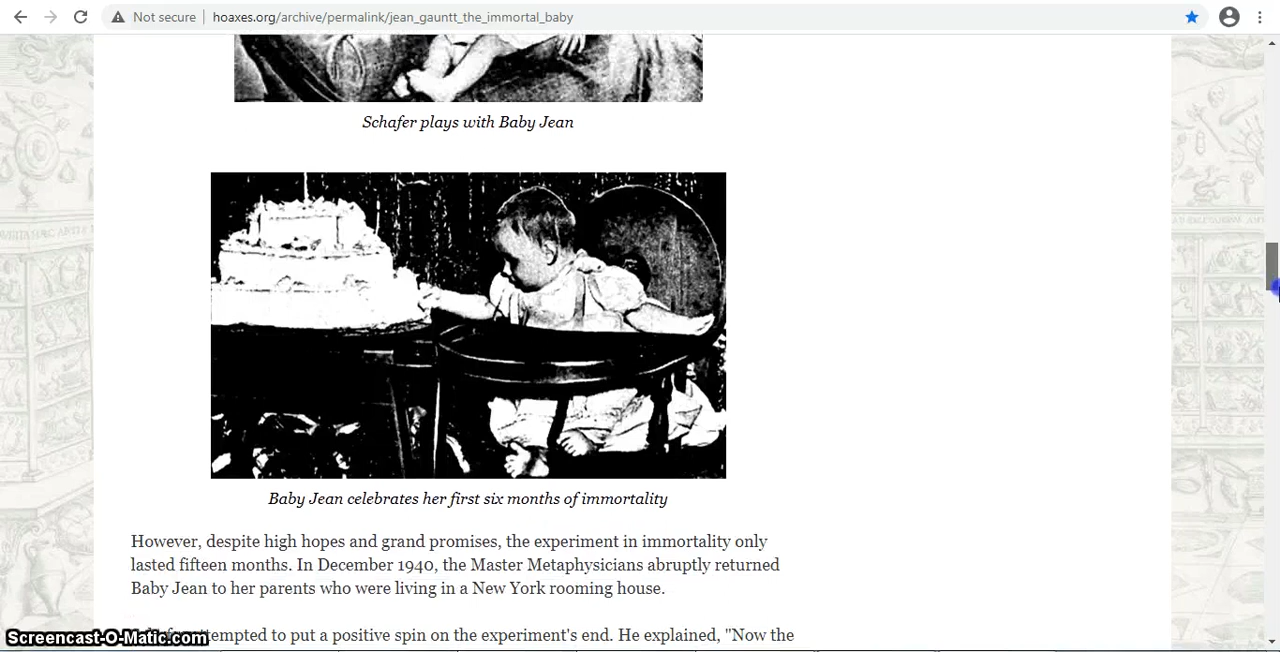 Not secure
hoaxes.org/archive/permalink/jean_gauntt_the_immortal_baby
Schafer plays with Baby Jean
Baby Jean celebrates her first six months of immortality
However, despite high hopes and grand promises, the experiment in immortality only
lasted fifteen months. In December 1940, the Master Metaphysicians abruptly returned
Baby Jean to her parents who were living in a New York rooming house.
attempted to put a positive spin on the experiment's end. He explained, "Now the
Screencast-O-Matic.com